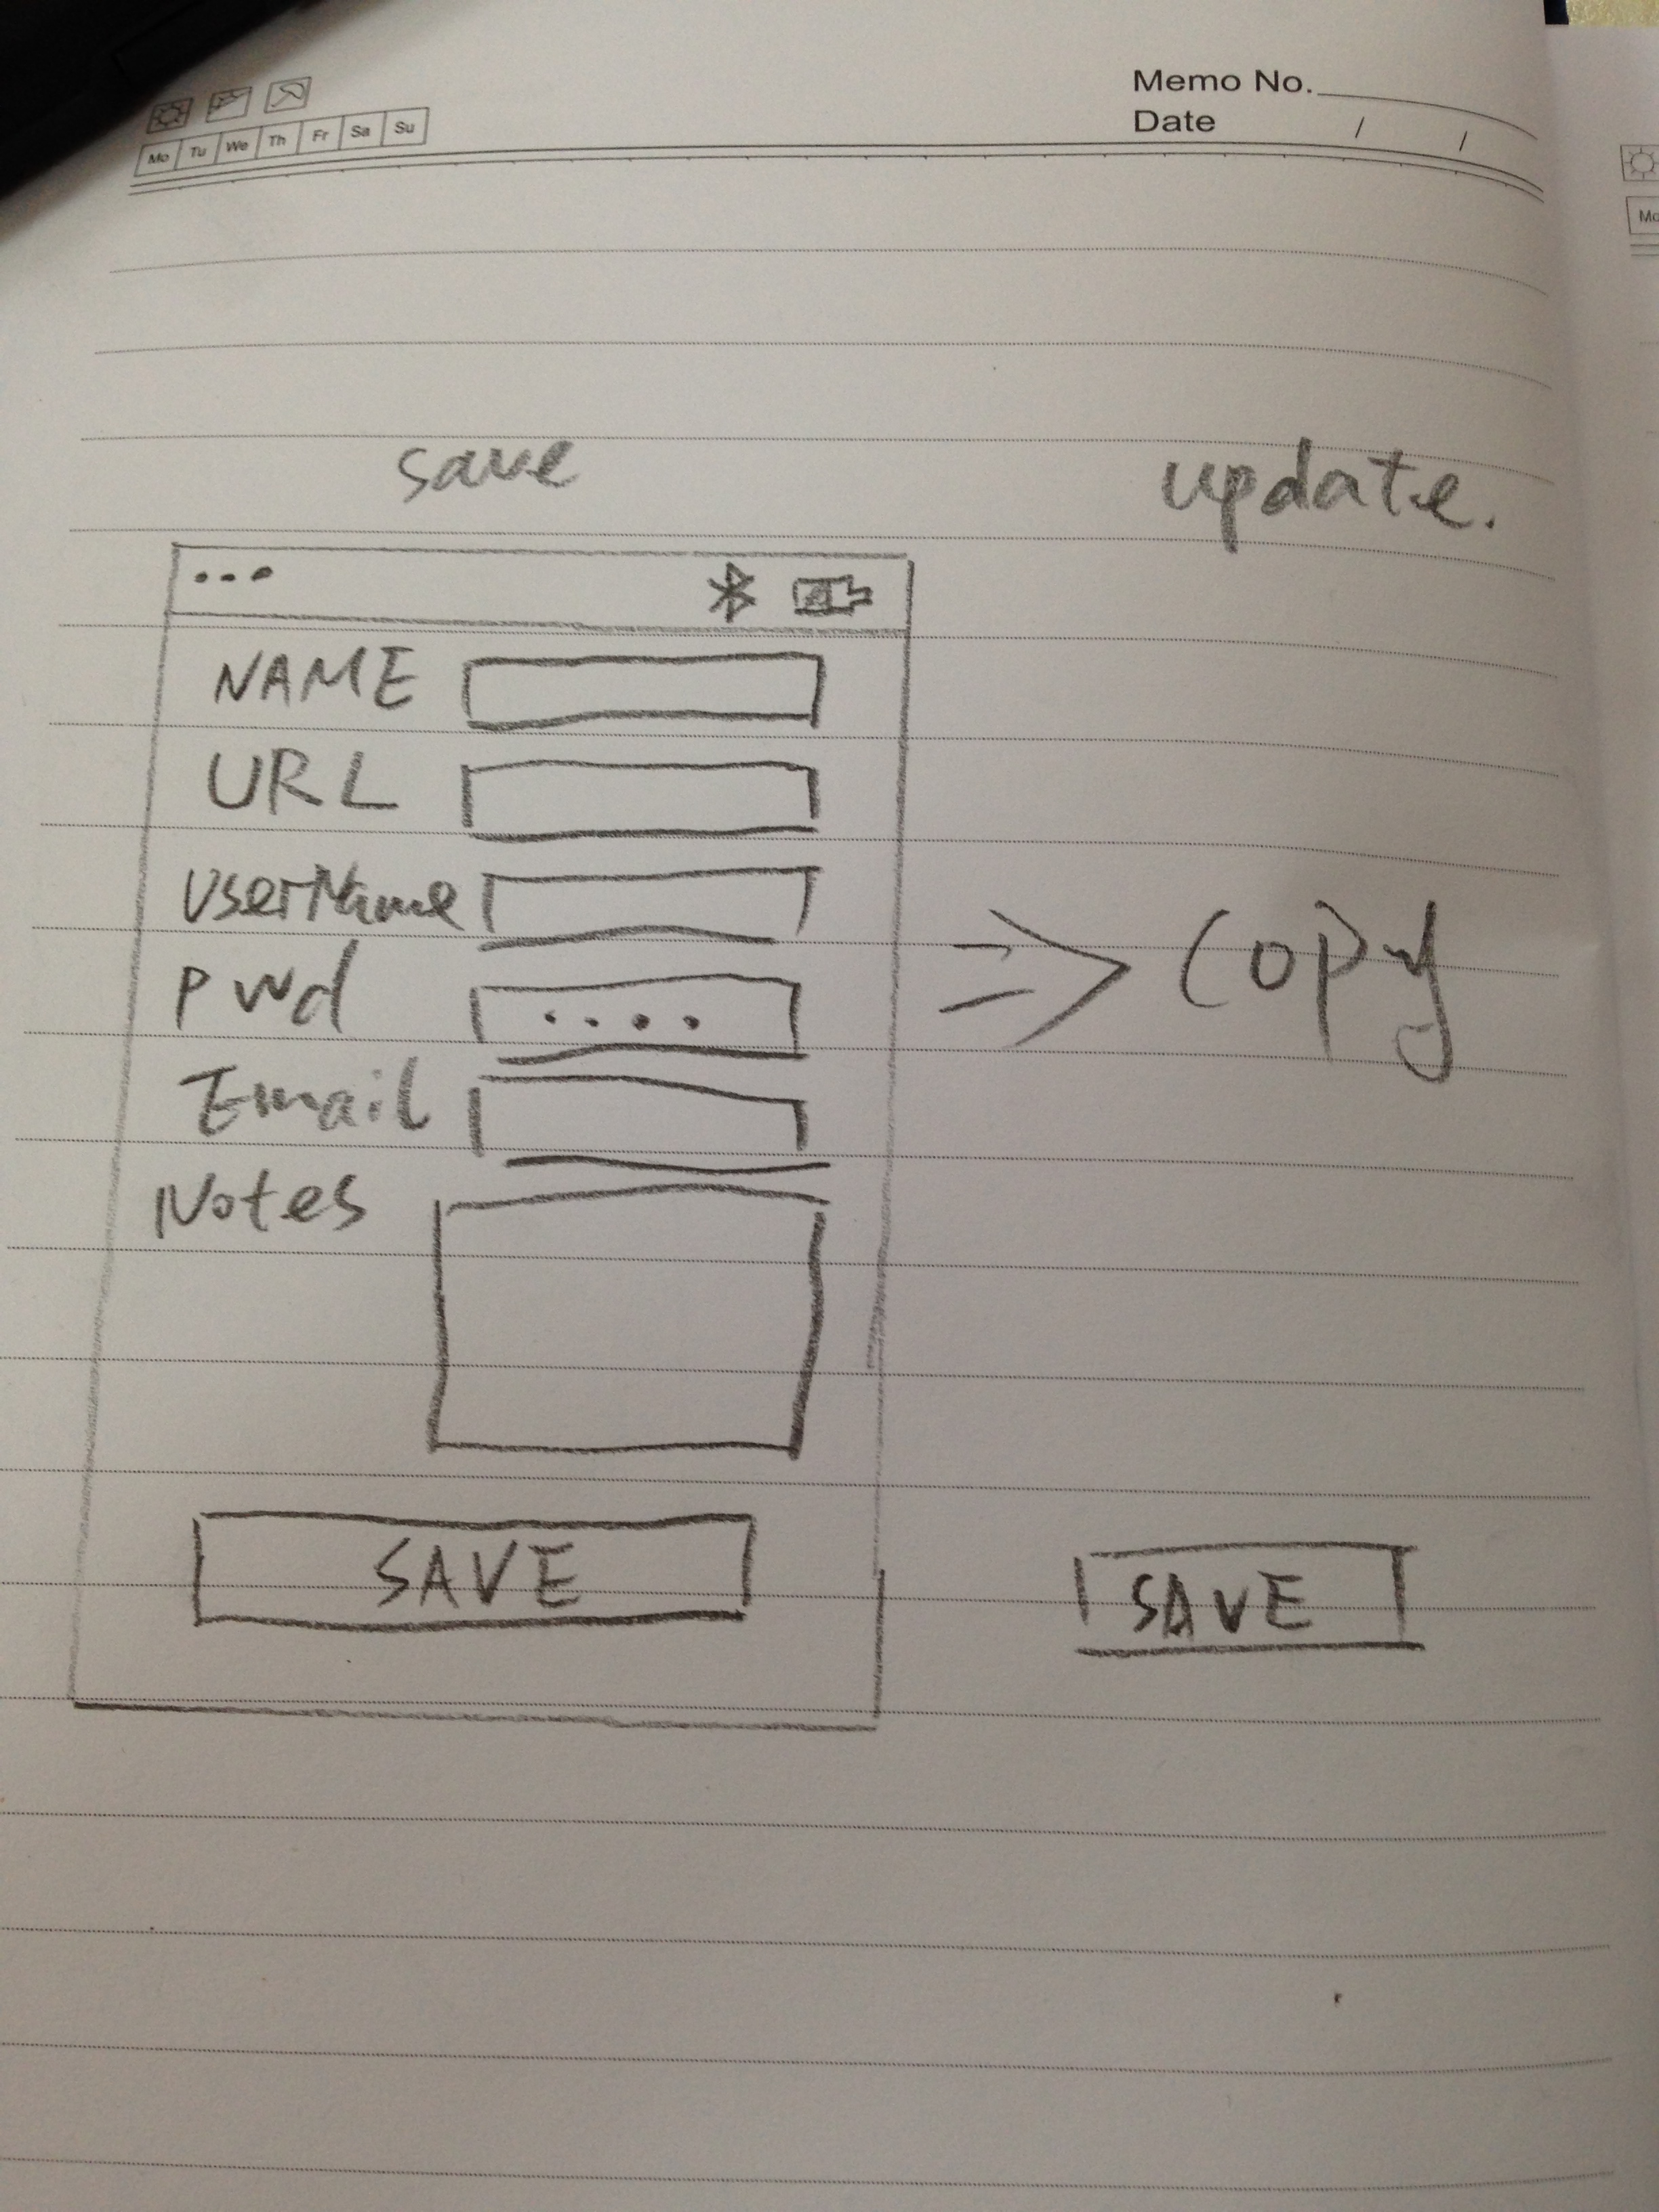 Memo No.
Date / /
Mo Tu We Th Fr Sa Su
Mo
save
update.
NAME
URL
UserName
Pwd
⇒ copy
Email
Notes
SAVE
SAVE